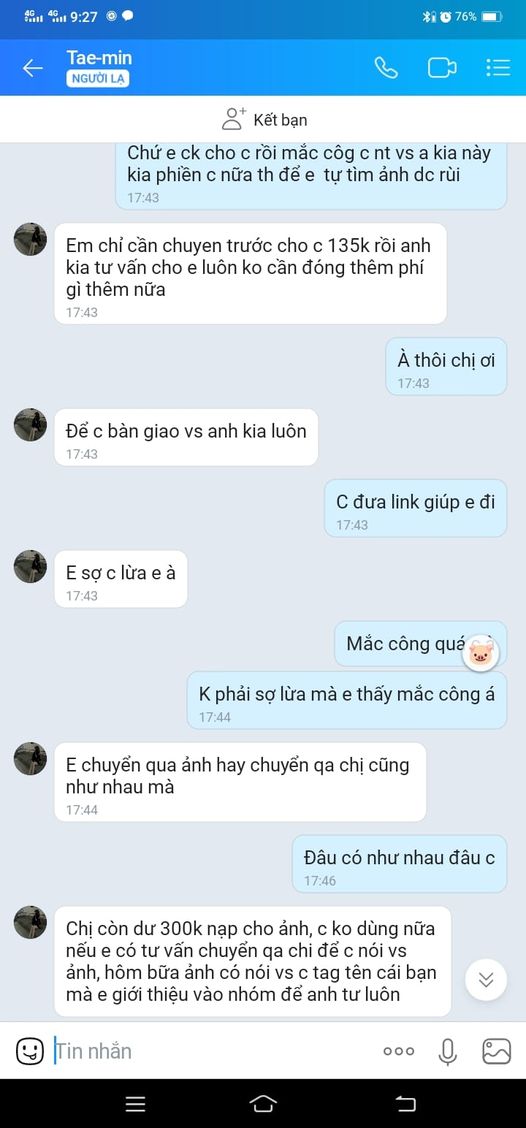 4G 4G 9:27 76%
Tae-min
NGƯỜI LẠ
Kết bạn
Chứ e ck cho c rồi mắc côg c nt vs a kia này
kia phiền c nữa th để e tự tìm ảnh dc rùi
17:43
Em chỉ cần chuyen trước cho c 135k rồi anh
kia tư vấn cho e luôn ko cần đóng thêm phí
gì thêm nữa
17:43
À thôi chị ơi
17:43
Để c bàn giao vs anh kia luôn
17:43
C đưa link giúp e đi
17:43
E sợ c lừa e à
17:43
Mắc công quá
K phải sợ lừa mà e thấy mắc công á
17:44
E chuyển qua ảnh hay chuyển qa chị cũng
như nhau mà
17:44
Đâu có như nhau đâu c
17:46
Chị còn dư 300k nạp cho ảnh, c ko dùng nữa
nếu e có tư vấn chuyển qa chi để c nói vs
ảnh, hôm bữa ảnh có nói vs c tag tên cái bạn
mà e giới thiệu vào nhóm để anh tư luôn
Tin nhắn